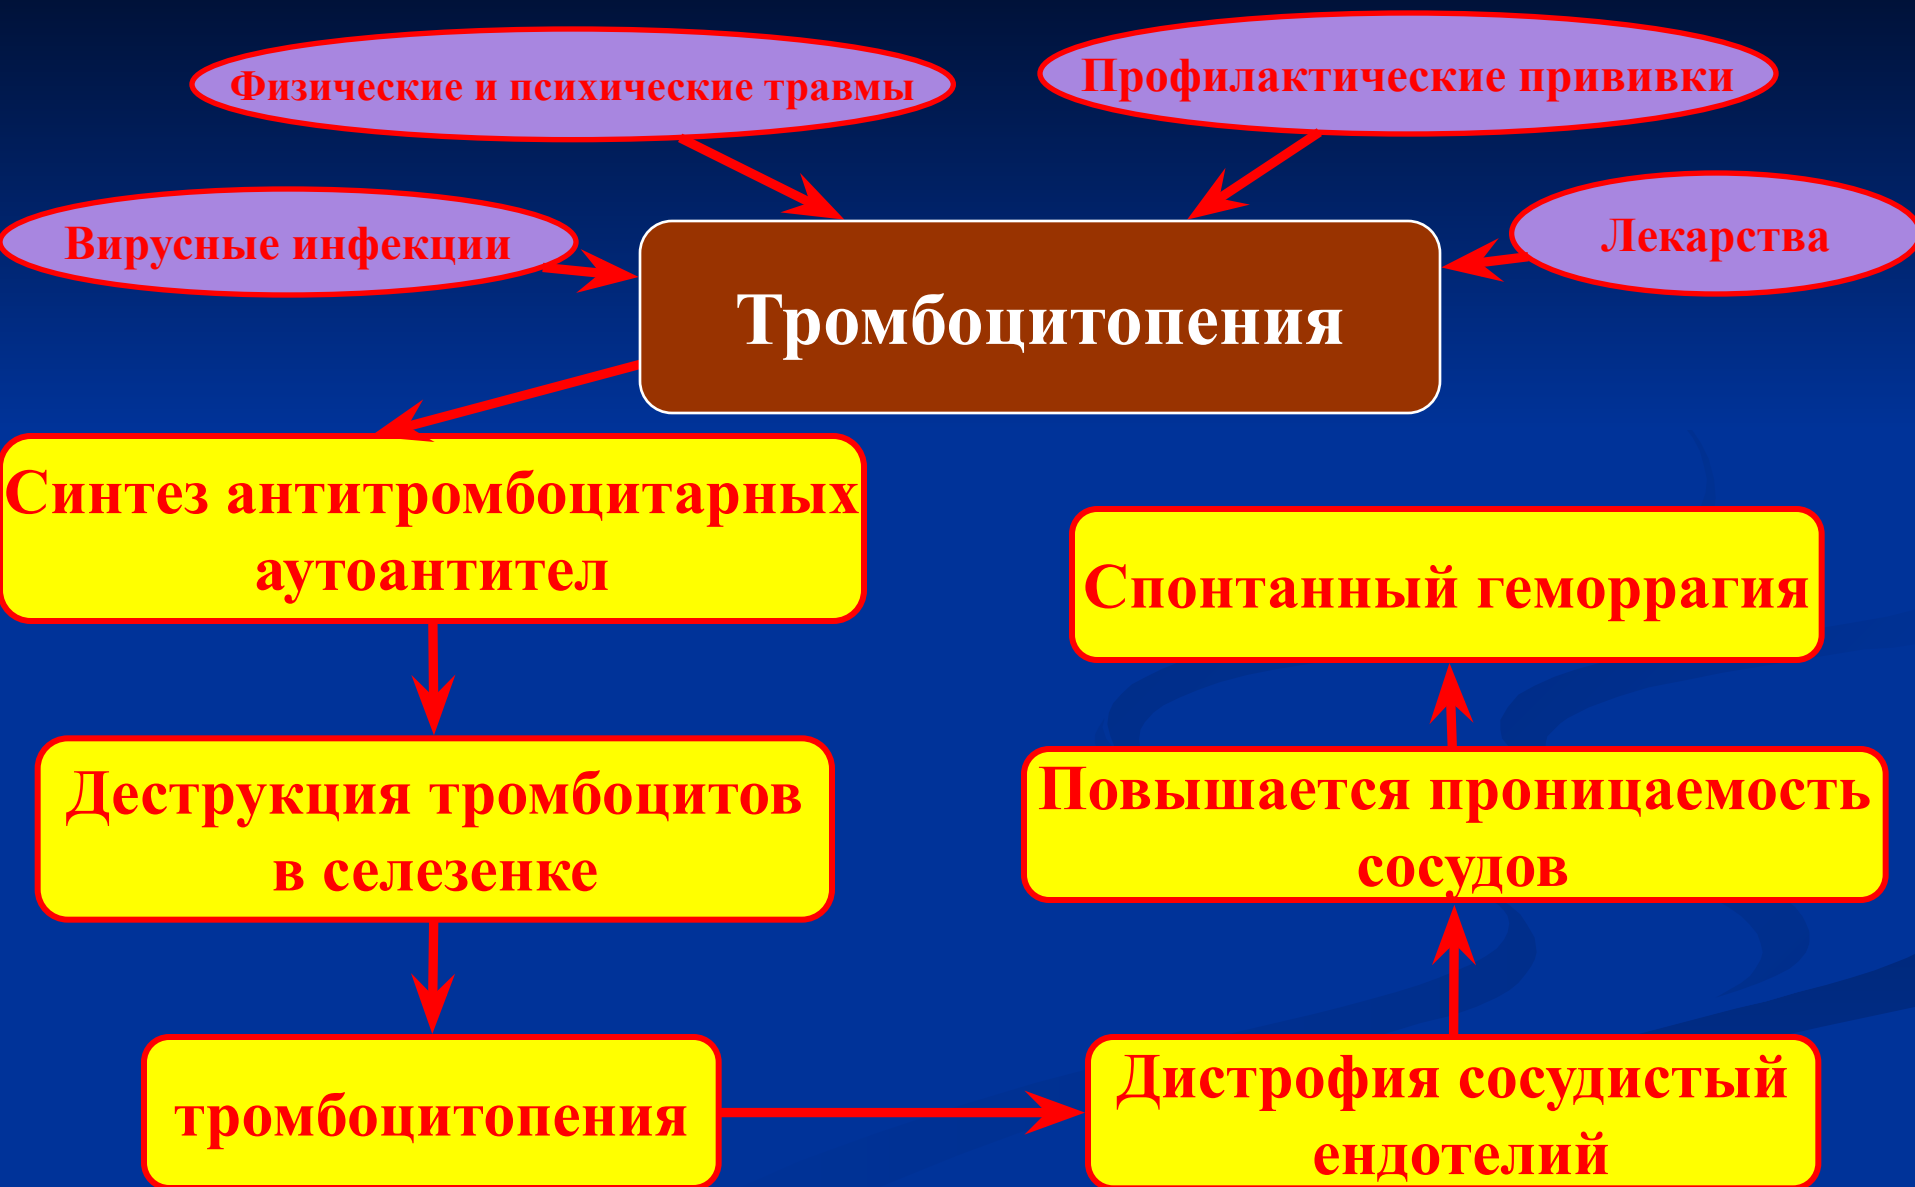 Физические и психические травмы
Профилактические прививки
Вирусные инфекции
Лекарства
Тромбоцитопения
Синтез антитромбоцитарных
аутоантител
Деструкция тромбоцитов
в селезенке
тромбоцитопения
Дистрофия сосудистый
ендотелий
Повышается проницаемость
сосудов
Спонтанный геморрагия